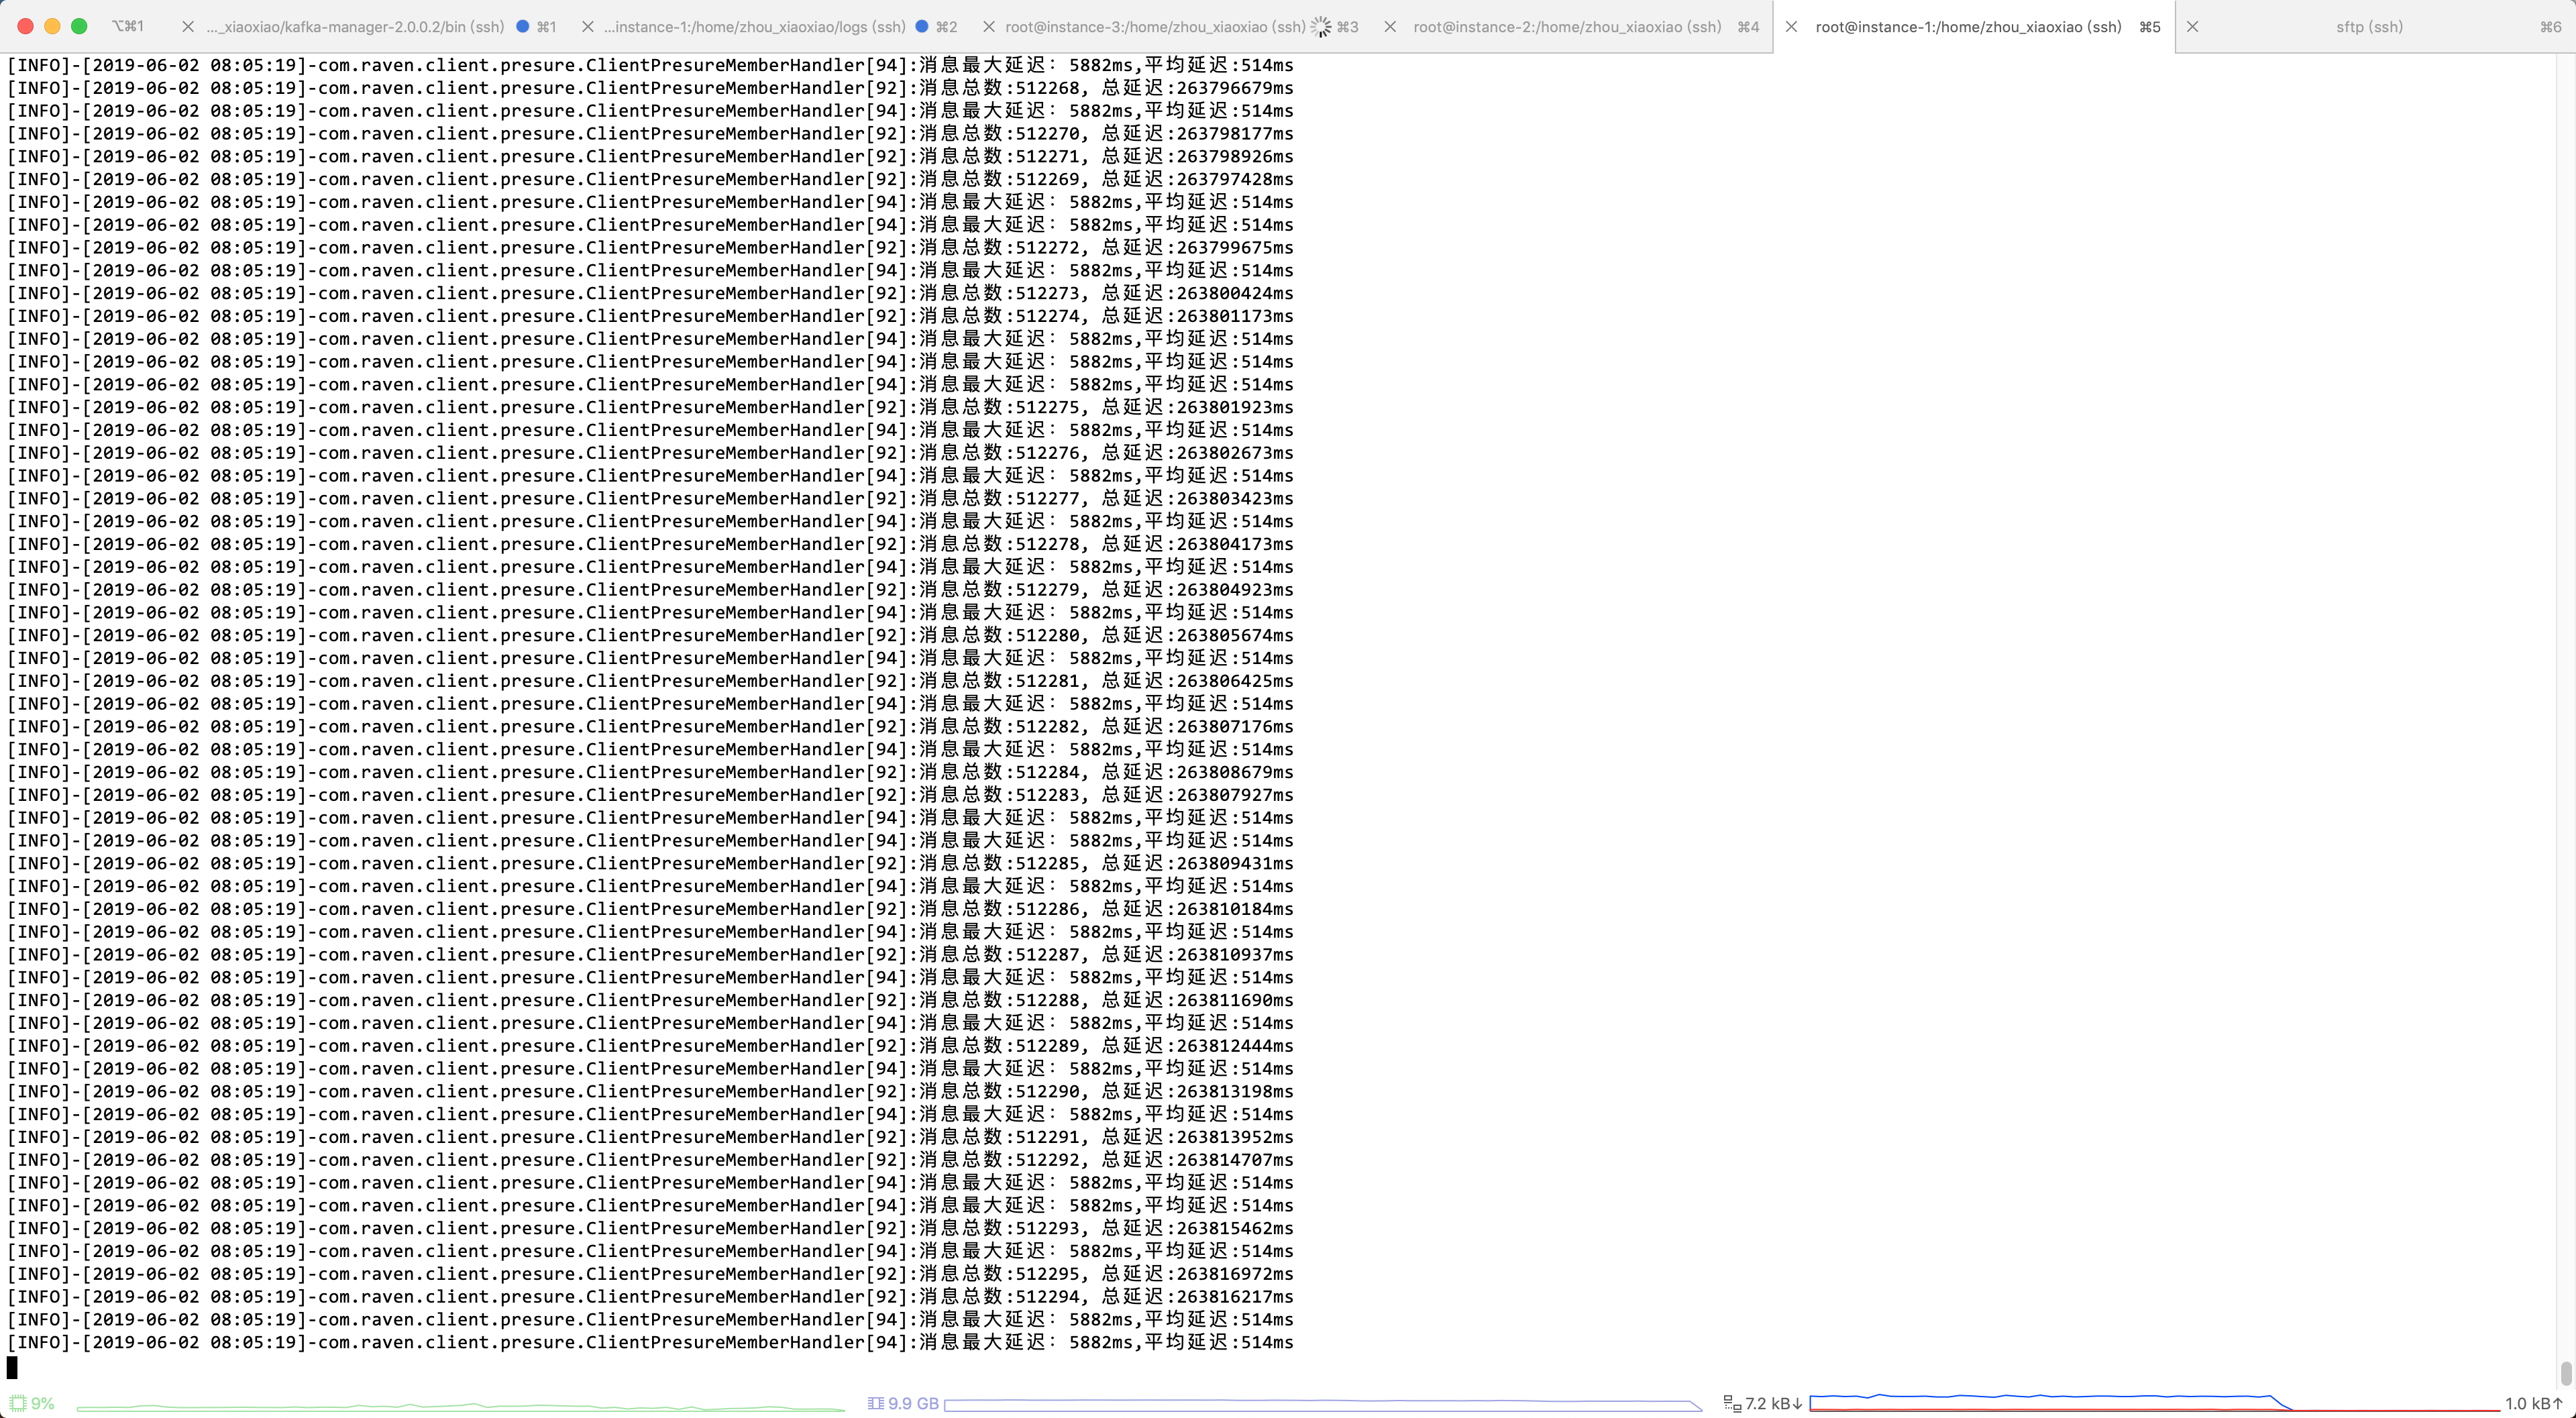 ⌥⌘1 ..._xiaoxiao/kafka-manager-2.0.0.2/bin (ssh) ⌘1 ...instance-1:/home/zhou_xiaoxiao/logs (ssh) ⌘2 root@instance-3:/home/zhou_xiaoxiao (ssh) ⌘3 root@instance-2:/home/zhou_xiaoxiao (ssh) ⌘4 root@instance-1:/home/zhou_xiaoxiao (ssh) ⌘5 sftp (ssh) ⌘6
[INFO]-[2019-06-02 08:05:19]-com.raven.client.presure.ClientPresureMemberHandler[94]:消息最大延迟: 5882ms,平均延迟:514ms
[INFO]-[2019-06-02 08:05:19]-com.raven.client.presure.ClientPresureMemberHandler[92]:消息总数:512268, 总延迟:263796679ms
[INFO]-[2019-06-02 08:05:19]-com.raven.client.presure.ClientPresureMemberHandler[94]:消息最大延迟: 5882ms,平均延迟:514ms
[INFO]-[2019-06-02 08:05:19]-com.raven.client.presure.ClientPresureMemberHandler[92]:消息总数:512270, 总延迟:263798177ms
[INFO]-[2019-06-02 08:05:19]-com.raven.client.presure.ClientPresureMemberHandler[92]:消息总数:512271, 总延迟:263798926ms
[INFO]-[2019-06-02 08:05:19]-com.raven.client.presure.ClientPresureMemberHandler[92]:消息总数:512269, 总延迟:263797428ms
[INFO]-[2019-06-02 08:05:19]-com.raven.client.presure.ClientPresureMemberHandler[94]:消息最大延迟: 5882ms,平均延迟:514ms
[INFO]-[2019-06-02 08:05:19]-com.raven.client.presure.ClientPresureMemberHandler[94]:消息最大延迟: 5882ms,平均延迟:514ms
[INFO]-[2019-06-02 08:05:19]-com.raven.client.presure.ClientPresureMemberHandler[92]:消息总数:512272, 总延迟:263799675ms
[INFO]-[2019-06-02 08:05:19]-com.raven.client.presure.ClientPresureMemberHandler[94]:消息最大延迟: 5882ms,平均延迟:514ms
[INFO]-[2019-06-02 08:05:19]-com.raven.client.presure.ClientPresureMemberHandler[92]:消息总数:512273, 总延迟:263800424ms
[INFO]-[2019-06-02 08:05:19]-com.raven.client.presure.ClientPresureMemberHandler[92]:消息总数:512274, 总延迟:263801173ms
[INFO]-[2019-06-02 08:05:19]-com.raven.client.presure.ClientPresureMemberHandler[94]:消息最大延迟: 5882ms,平均延迟:514ms
[INFO]-[2019-06-02 08:05:19]-com.raven.client.presure.ClientPresureMemberHandler[94]:消息最大延迟: 5882ms,平均延迟:514ms
[INFO]-[2019-06-02 08:05:19]-com.raven.client.presure.ClientPresureMemberHandler[94]:消息最大延迟: 5882ms,平均延迟:514ms
[INFO]-[2019-06-02 08:05:19]-com.raven.client.presure.ClientPresureMemberHandler[92]:消息总数:512275, 总延迟:263801923ms
[INFO]-[2019-06-02 08:05:19]-com.raven.client.presure.ClientPresureMemberHandler[94]:消息最大延迟: 5882ms,平均延迟:514ms
[INFO]-[2019-06-02 08:05:19]-com.raven.client.presure.ClientPresureMemberHandler[92]:消息总数:512276, 总延迟:263802673ms
[INFO]-[2019-06-02 08:05:19]-com.raven.client.presure.ClientPresureMemberHandler[94]:消息最大延迟: 5882ms,平均延迟:514ms
[INFO]-[2019-06-02 08:05:19]-com.raven.client.presure.ClientPresureMemberHandler[92]:消息总数:512277, 总延迟:263803423ms
[INFO]-[2019-06-02 08:05:19]-com.raven.client.presure.ClientPresureMemberHandler[94]:消息最大延迟: 5882ms,平均延迟:514ms
[INFO]-[2019-06-02 08:05:19]-com.raven.client.presure.ClientPresureMemberHandler[92]:消息总数:512278, 总延迟:263804173ms
[INFO]-[2019-06-02 08:05:19]-com.raven.client.presure.ClientPresureMemberHandler[94]:消息最大延迟: 5882ms,平均延迟:514ms
[INFO]-[2019-06-02 08:05:19]-com.raven.client.presure.ClientPresureMemberHandler[92]:消息总数:512279, 总延迟:263804923ms
[INFO]-[2019-06-02 08:05:19]-com.raven.client.presure.ClientPresureMemberHandler[94]:消息最大延迟: 5882ms,平均延迟:514ms
[INFO]-[2019-06-02 08:05:19]-com.raven.client.presure.ClientPresureMemberHandler[92]:消息总数:512280, 总延迟:263805674ms
[INFO]-[2019-06-02 08:05:19]-com.raven.client.presure.ClientPresureMemberHandler[94]:消息最大延迟: 5882ms,平均延迟:514ms
[INFO]-[2019-06-02 08:05:19]-com.raven.client.presure.ClientPresureMemberHandler[92]:消息总数:512281, 总延迟:263806425ms
[INFO]-[2019-06-02 08:05:19]-com.raven.client.presure.ClientPresureMemberHandler[94]:消息最大延迟: 5882ms,平均延迟:514ms
[INFO]-[2019-06-02 08:05:19]-com.raven.client.presure.ClientPresureMemberHandler[92]:消息总数:512282, 总延迟:263807176ms
[INFO]-[2019-06-02 08:05:19]-com.raven.client.presure.ClientPresureMemberHandler[94]:消息最大延迟: 5882ms,平均延迟:514ms
[INFO]-[2019-06-02 08:05:19]-com.raven.client.presure.ClientPresureMemberHandler[92]:消息总数:512284, 总延迟:263808679ms
[INFO]-[2019-06-02 08:05:19]-com.raven.client.presure.ClientPresureMemberHandler[92]:消息总数:512283, 总延迟:263807927ms
[INFO]-[2019-06-02 08:05:19]-com.raven.client.presure.ClientPresureMemberHandler[94]:消息最大延迟: 5882ms,平均延迟:514ms
[INFO]-[2019-06-02 08:05:19]-com.raven.client.presure.ClientPresureMemberHandler[94]:消息最大延迟: 5882ms,平均延迟:514ms
[INFO]-[2019-06-02 08:05:19]-com.raven.client.presure.ClientPresureMemberHandler[92]:消息总数:512285, 总延迟:263809431ms
[INFO]-[2019-06-02 08:05:19]-com.raven.client.presure.ClientPresureMemberHandler[94]:消息最大延迟: 5882ms,平均延迟:514ms
[INFO]-[2019-06-02 08:05:19]-com.raven.client.presure.ClientPresureMemberHandler[92]:消息总数:512286, 总延迟:263810184ms
[INFO]-[2019-06-02 08:05:19]-com.raven.client.presure.ClientPresureMemberHandler[94]:消息最大延迟: 5882ms,平均延迟:514ms
[INFO]-[2019-06-02 08:05:19]-com.raven.client.presure.ClientPresureMemberHandler[92]:消息总数:512287, 总延迟:263810937ms
[INFO]-[2019-06-02 08:05:19]-com.raven.client.presure.ClientPresureMemberHandler[94]:消息最大延迟: 5882ms,平均延迟:514ms
[INFO]-[2019-06-02 08:05:19]-com.raven.client.presure.ClientPresureMemberHandler[92]:消息总数:512288, 总延迟:263811690ms
[INFO]-[2019-06-02 08:05:19]-com.raven.client.presure.ClientPresureMemberHandler[94]:消息最大延迟: 5882ms,平均延迟:514ms
[INFO]-[2019-06-02 08:05:19]-com.raven.client.presure.ClientPresureMemberHandler[92]:消息总数:512289, 总延迟:263812444ms
[INFO]-[2019-06-02 08:05:19]-com.raven.client.presure.ClientPresureMemberHandler[94]:消息最大延迟: 5882ms,平均延迟:514ms
[INFO]-[2019-06-02 08:05:19]-com.raven.client.presure.ClientPresureMemberHandler[92]:消息总数:512290, 总延迟:263813198ms
[INFO]-[2019-06-02 08:05:19]-com.raven.client.presure.ClientPresureMemberHandler[94]:消息最大延迟: 5882ms,平均延迟:514ms
[INFO]-[2019-06-02 08:05:19]-com.raven.client.presure.ClientPresureMemberHandler[92]:消息总数:512291, 总延迟:263813952ms
[INFO]-[2019-06-02 08:05:19]-com.raven.client.presure.ClientPresureMemberHandler[92]:消息总数:512292, 总延迟:263814707ms
[INFO]-[2019-06-02 08:05:19]-com.raven.client.presure.ClientPresureMemberHandler[94]:消息最大延迟: 5882ms,平均延迟:514ms
[INFO]-[2019-06-02 08:05:19]-com.raven.client.presure.ClientPresureMemberHandler[94]:消息最大延迟: 5882ms,平均延迟:514ms
[INFO]-[2019-06-02 08:05:19]-com.raven.client.presure.ClientPresureMemberHandler[92]:消息总数:512293, 总延迟:263815462ms
[INFO]-[2019-06-02 08:05:19]-com.raven.client.presure.ClientPresureMemberHandler[94]:消息最大延迟: 5882ms,平均延迟:514ms
[INFO]-[2019-06-02 08:05:19]-com.raven.client.presure.ClientPresureMemberHandler[92]:消息总数:512295, 总延迟:263816972ms
[INFO]-[2019-06-02 08:05:19]-com.raven.client.presure.ClientPresureMemberHandler[92]:消息总数:512294, 总延迟:263816217ms
[INFO]-[2019-06-02 08:05:19]-com.raven.client.presure.ClientPresureMemberHandler[94]:消息最大延迟: 5882ms,平均延迟:514ms
[INFO]-[2019-06-02 08:05:19]-com.raven.client.presure.ClientPresureMemberHandler[94]:消息最大延迟: 5882ms,平均延迟:514ms
9% 9.9 GB 7.2 kB↓ 1.0 kB↑